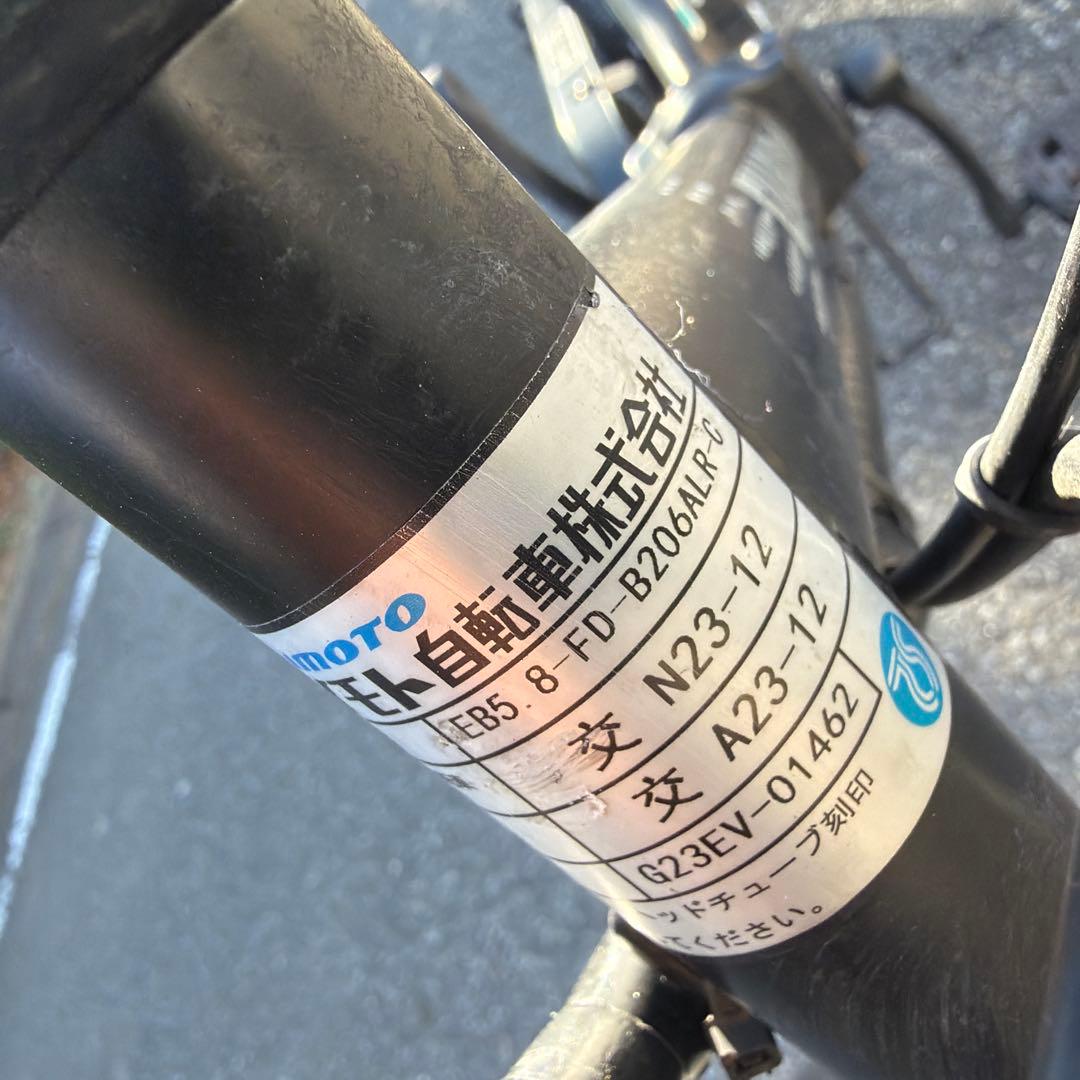 MOTO
モト自転車株式会社
EB5.8-FD-B206ALR-C
交 N23-12
交 A23-12
G23EV-01462
ッドチューブ刻印
ください。